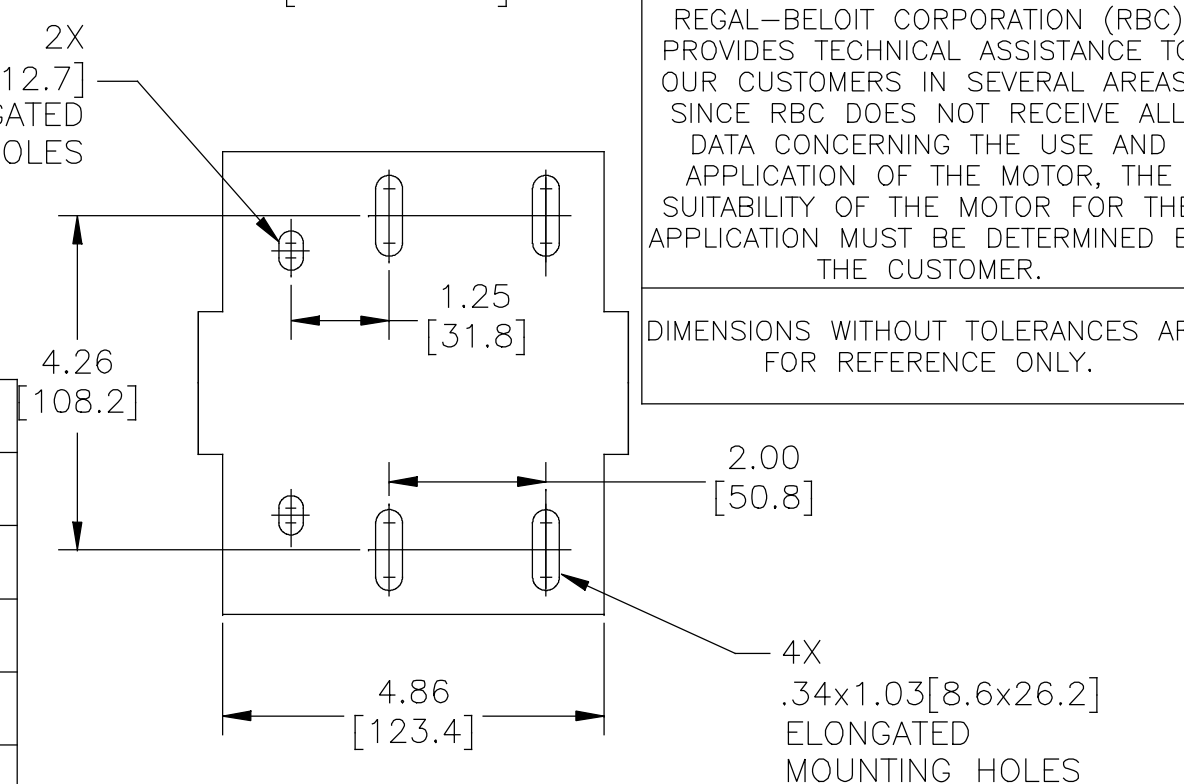 2X
12.7]
GATED
OLES
REGAL–BELOIT CORPORATION (RBC)
PROVIDES TECHNICAL ASSISTANCE TO
OUR CUSTOMERS IN SEVERAL AREAS
SINCE RBC DOES NOT RECEIVE ALL
DATA CONCERNING THE USE AND
APPLICATION OF THE MOTOR, THE
SUITABILITY OF THE MOTOR FOR THE
APPLICATION MUST BE DETERMINED B
THE CUSTOMER.
DIMENSIONS WITHOUT TOLERANCES AR
FOR REFERENCE ONLY.
1.25
[31.8]
4.26
[108.2]
2.00
[50.8]
4.86
[123.4]
4X
.34x1.03[8.6x26.2]
ELONGATED
MOUNTING HOLES